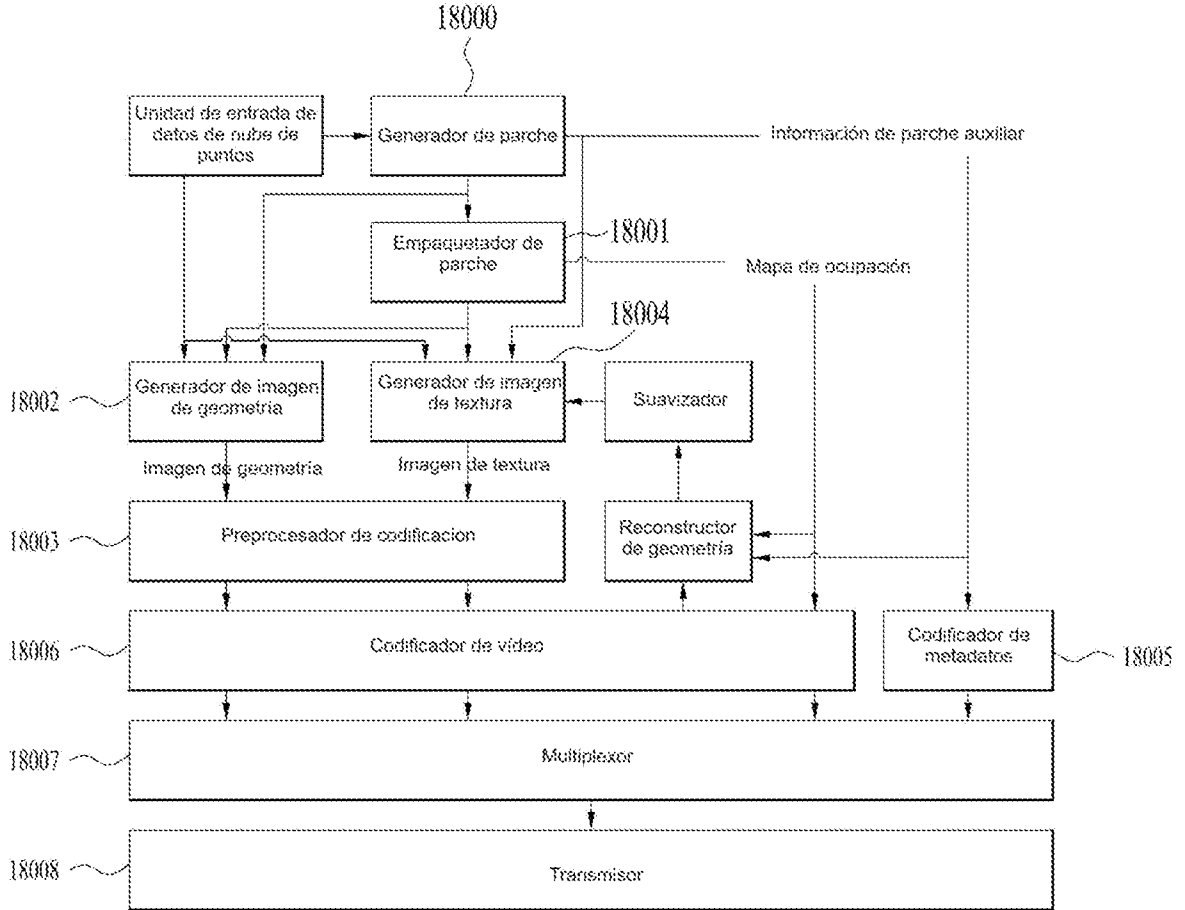 18000
Unidad de entrada de
datos de nube de
puntos
Generador de parche
Información de parche auxiliar
18001
Empaquetador de
parche
Mapa de ocupación
18004
18002
Generador de imagen
de geometría
Generador de imagen
de textura
Suavizador
Imagen de geometría
Imagen de textura
18003
Preprocesador de codificacion
Reconstructor
de geometría
18006
Codificador de vídeo
Codificador de
metadatos
18005
18007
Multiplexor
18008
Transmisor